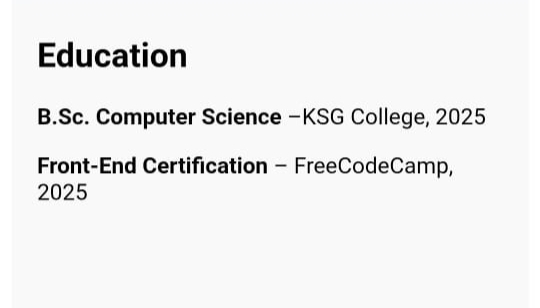 Education
B.Sc. Computer Science –KSG College, 2025
Front-End Certification – FreeCodeCamp,
2025